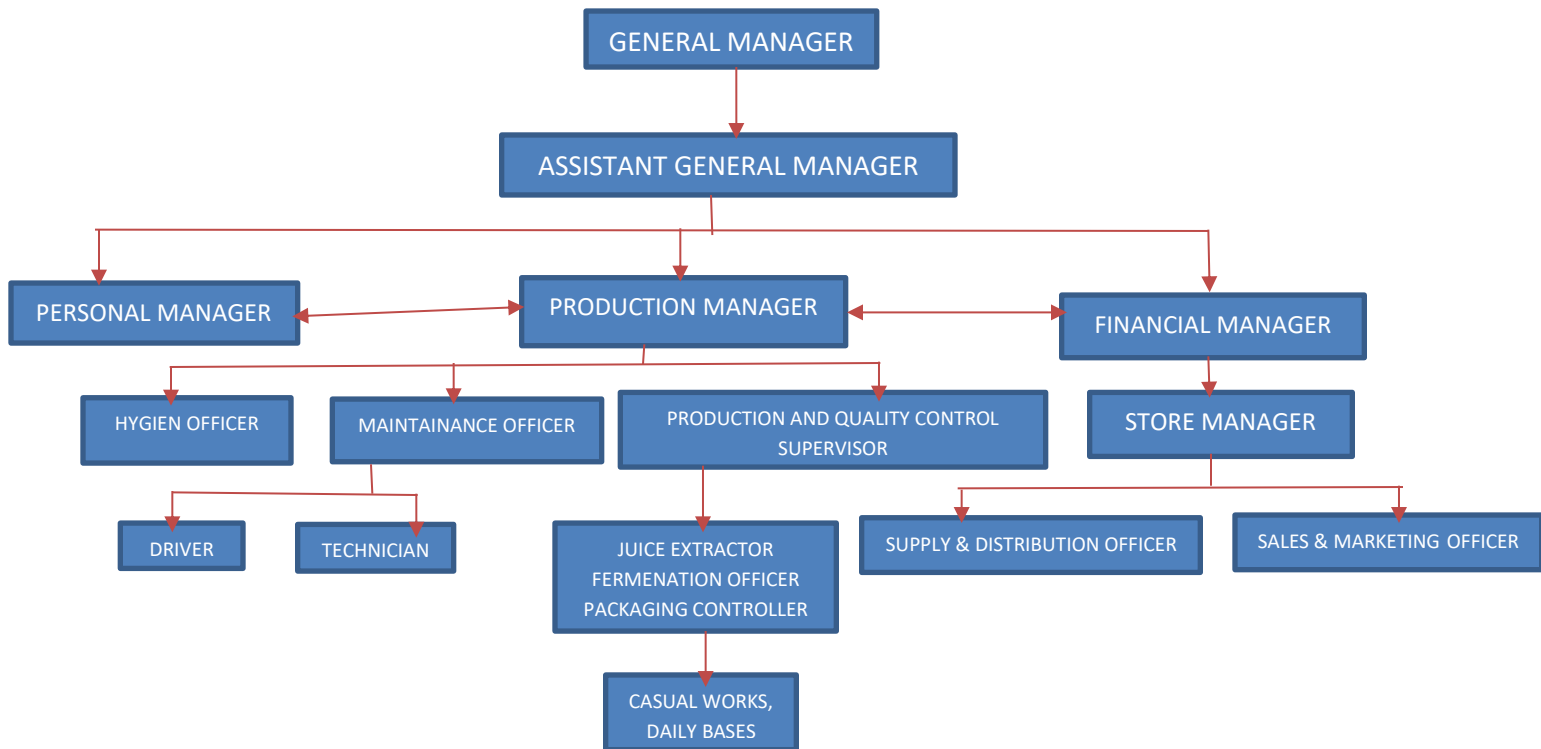 GENERAL MANAGER
ASSISTANT GENERAL MANAGER
PERSONAL MANAGER
PRODUCTION MANAGER
FINANCIAL MANAGER
HYGIEN OFFICER
MAINTAINANCE OFFICER
PRODUCTION AND QUALITY CONTROL
SUPERVISOR
STORE MANAGER
DRIVER
TECHNICIAN
JUICE EXTRACTOR
FERMENATION OFFICER
PACKAGING CONTROLLER
SUPPLY & DISTRIBUTION OFFICER
SALES & MARKETING OFFICER
CASUAL WORKS,
DAILY BASES